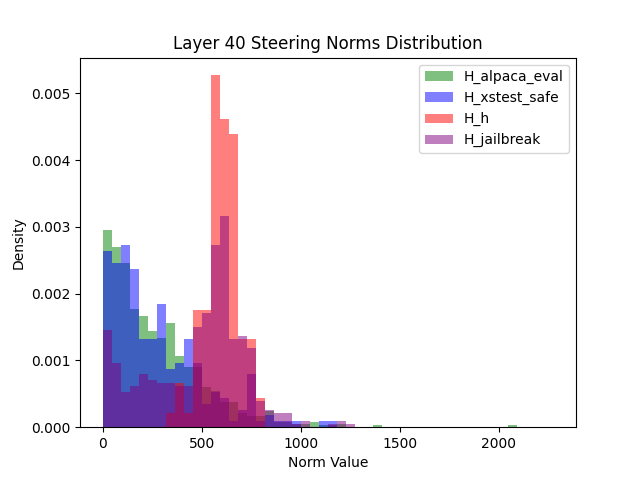 Layer 40 Steering Norms Distribution
H_alpaca_eval
H_xstest_safe
H_h
H_jailbreak
Density
0.005
0.004
0.003
0.002
0.001
0.000
0
500
1000
1500
2000
Norm Value